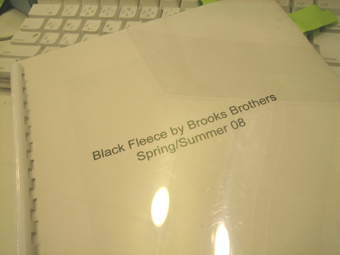 Black Fleece by Brooks Brothers
Spring/Summer 08